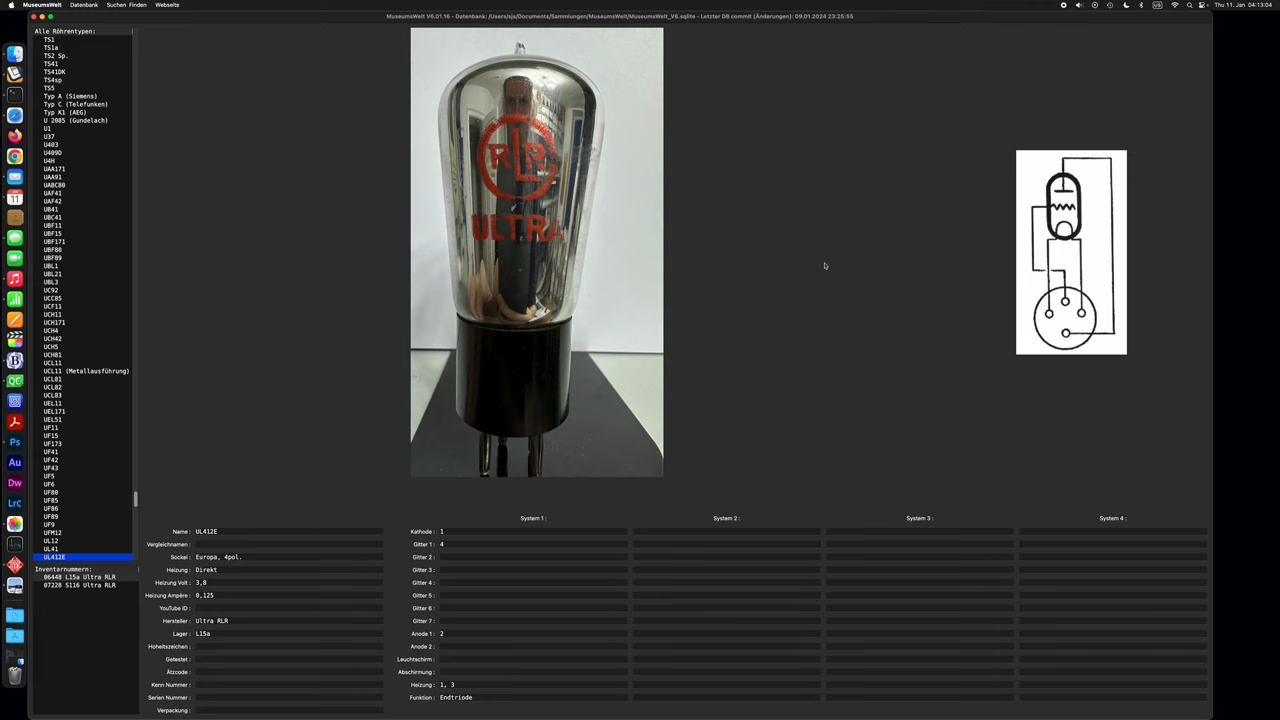 MuseumsWelt Datenbank Suchen Finden Webseite
US
Thu 11. Jan 04:13:04
MuseumsWelt V6.01.16 - Datenbank: /Users/sjs/Documents/Sammlungen/MuseumsWelt/MuseumsWelt_V6.sqlite - Letzter DB commit (Änderungen): 09.01.2024 23:25:55
Alle Röhrentypen:
TS1
TS1a
TS2 Sp.
TS41
TS41DK
TS4sp
TS5
Typ A (Siemens)
Typ C (Telefunken)
Typ K1 (AEG)
U 2085 (Gundelach)
U1
U37
U403
U409D
U4H
UAA171
UAA91
UABC80
UAF41
UAF42
UB41
UBC41
UBF11
UBF15
UBF171
UBF80
UBF89
UBL1
UBL21
UBL3
UC92
UCC85
UCF11
UCH11
UCH171
UCH4
UCH42
UCH5
UCH81
UCL11
UCL11 (Metallausführung)
UCL81
UCL82
UCL83
UEL11
UEL171
UEL51
UF11
UF15
UF173
UF41
UF42
UF43
UF5
UF6
UF80
UF85
UF86
UF89
UF9
UFM12
UL12
UL41
UL412E
Inventarnummern:
06448 L15a Ultra RLR
07228 S116 Ultra RLR
11
QC
Ps
Au
Dw
LrC
RLR
ULTRA
Name : UL412E
Vergleichnamen :
Sockel : Europa, 4pol.
Heizung : Direkt
Heizung Volt : 3,8
Heizung Ampère : 0,125
YouTube ID :
Hersteller : Ultra RLR
Lager : L15a
Hoheitszeichen :
Getestet :
Ätzcode :
Kenn Nummer :
Serien Nummer :
Verpackung :
System 1 : System 2 : System 3 : System 4 :
Kathode : 1
Gitter 1 : 4
Gitter 2 :
Gitter 3 :
Gitter 4 :
Gitter 5 :
Gitter 6 :
Gitter 7 :
Anode 1 : 2
Anode 2 :
Leuchtschirm :
Abschirmung :
Heizung : 1, 3
Funktion : Endtriode